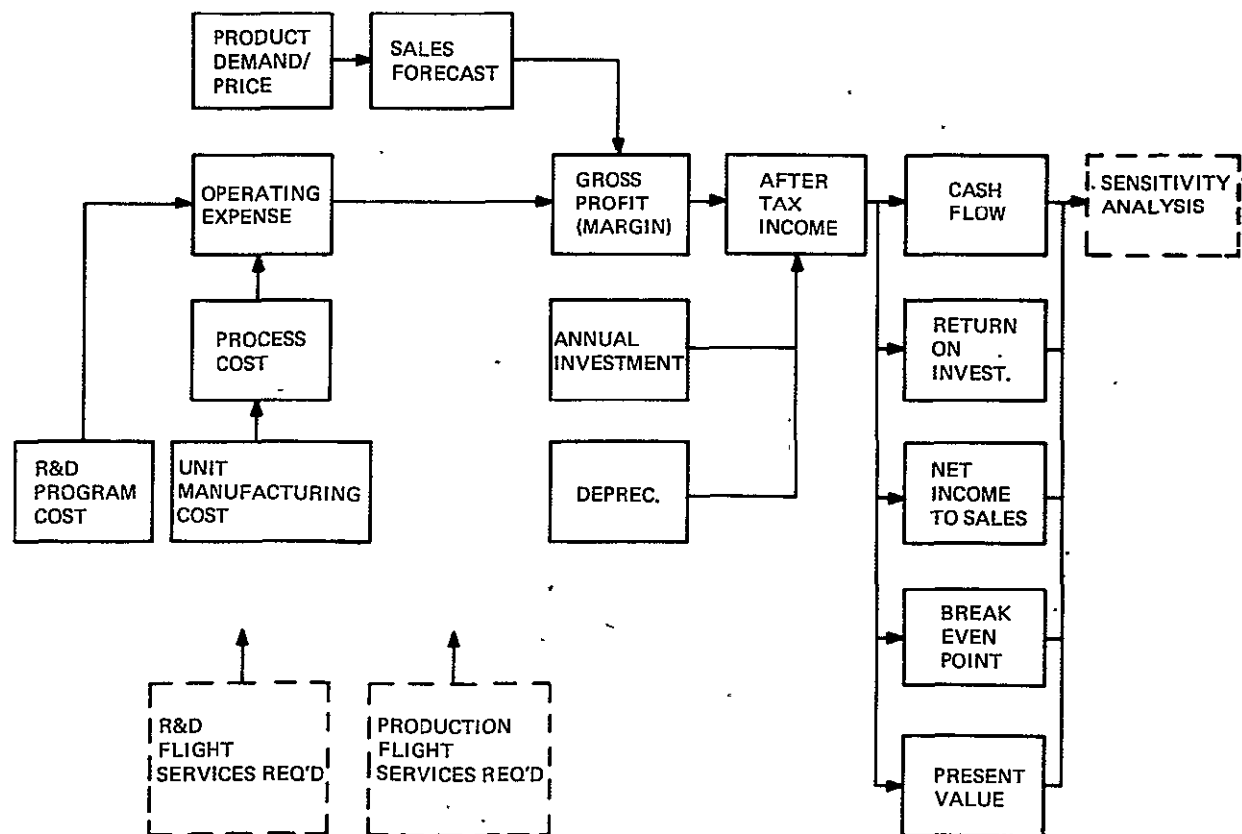 PRODUCT
DEMAND/
PRICE
SALES
FORECAST
OPERATING
EXPENSE
GROSS
PROFIT
(MARGIN)
AFTER
TAX
INCOME
CASH
FLOW
SENSITIVITY
ANALYSIS
PROCESS
COST
ANNUAL
INVESTMENT
RETURN
ON
INVEST.
R&D
PROGRAM
COST
UNIT
MANUFACTURING
COST
DEPREC.
NET
INCOME
TO SALES
BREAK
EVEN
POINT
R&D
FLIGHT
SERVICES REQ'D
PRODUCTION
FLIGHT
SERVICES REQ'D
PRESENT
VALUE